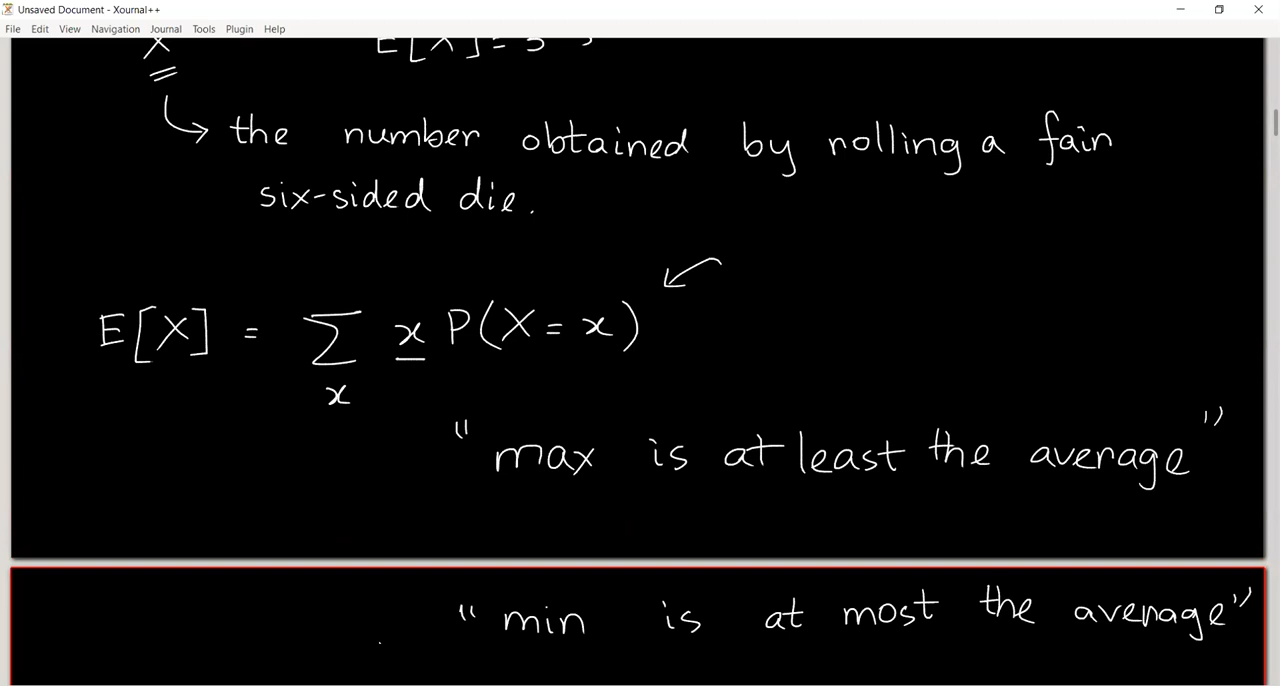 Unsaved Document - Xournal++
File Edit View Navigation Journal Tools Plugin Help
X E[X] = 3
the number obtained by rolling a fair
six-sided die.
E[X] = ∑ x P(X = x)
x
"max is at least the average"
"min is at most the average"